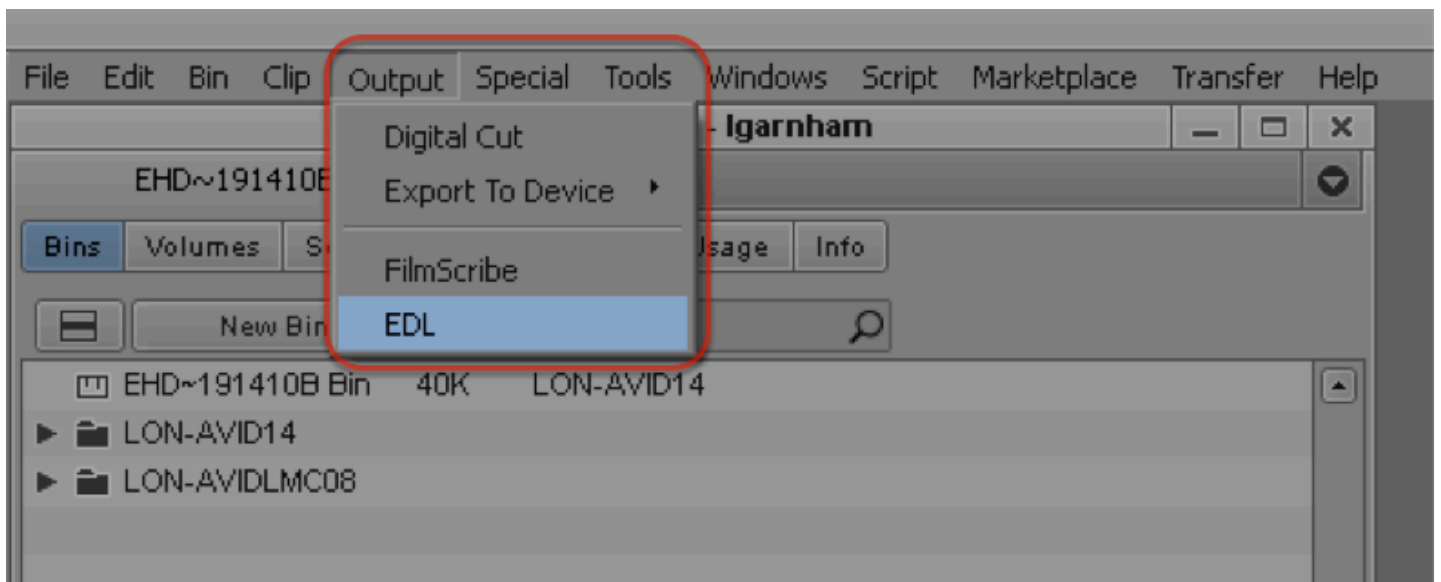 File Edit Bin Clip Output Special Tools Windows Script Marketplace Transfer Help
- lgarnham
Digital Cut
EHD~191410B
Export To Device
Bins Volumes Usage Info
FilmScribe
New Bin
EDL
EHD~191410B Bin 40K LON-AVID14
LON-AVID14
LON-AVIDLMC08